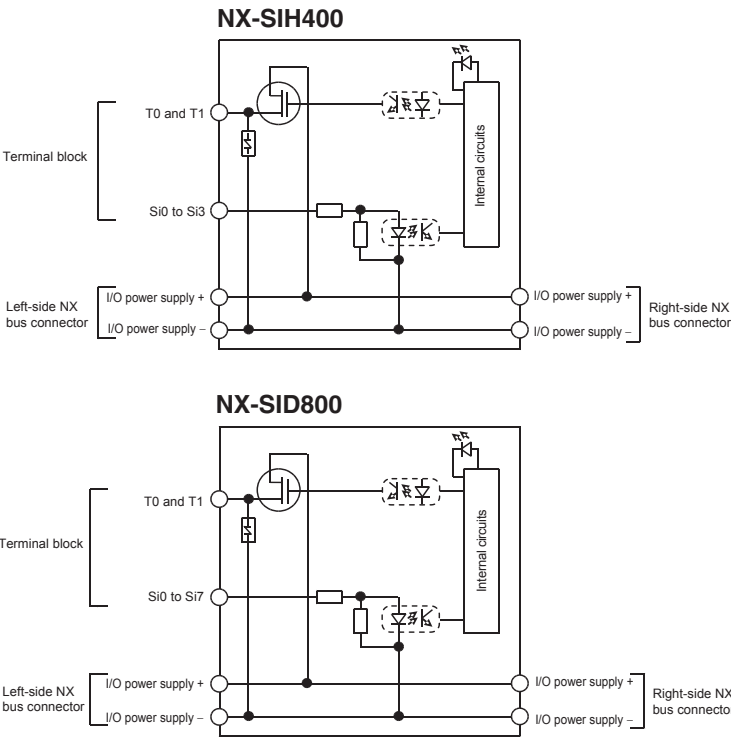 NX-SIH400
T0 and T1
Terminal block
Internal circuits
Si0 to Si3
Left-side NX
bus connector
I/O power supply +
I/O power supply –
I/O power supply +
I/O power supply –
Right-side NX
bus connector
NX-SID800
T0 and T1
Terminal block
Internal circuits
Si0 to Si7
Left-side NX
bus connector
I/O power supply +
I/O power supply –
I/O power supply +
I/O power supply –
Right-side NX
bus connector